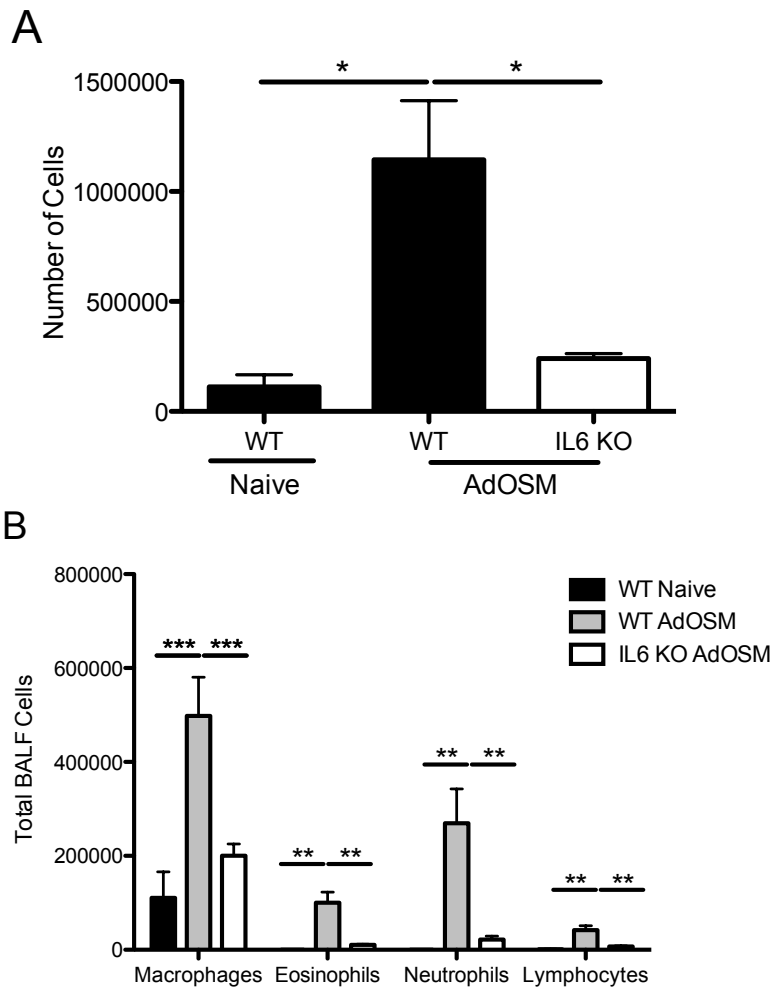 A
* *
1500000
1000000
500000
0
Number of Cells
WT WT IL6 KO
Naive AdOSM
B
800000
600000
400000
200000
0
Total BALF Cells
WT Naive
WT AdOSM
IL6 KO AdOSM
*** ***
** **
** **
** **
Macrophages Eosinophils Neutrophils Lymphocytes